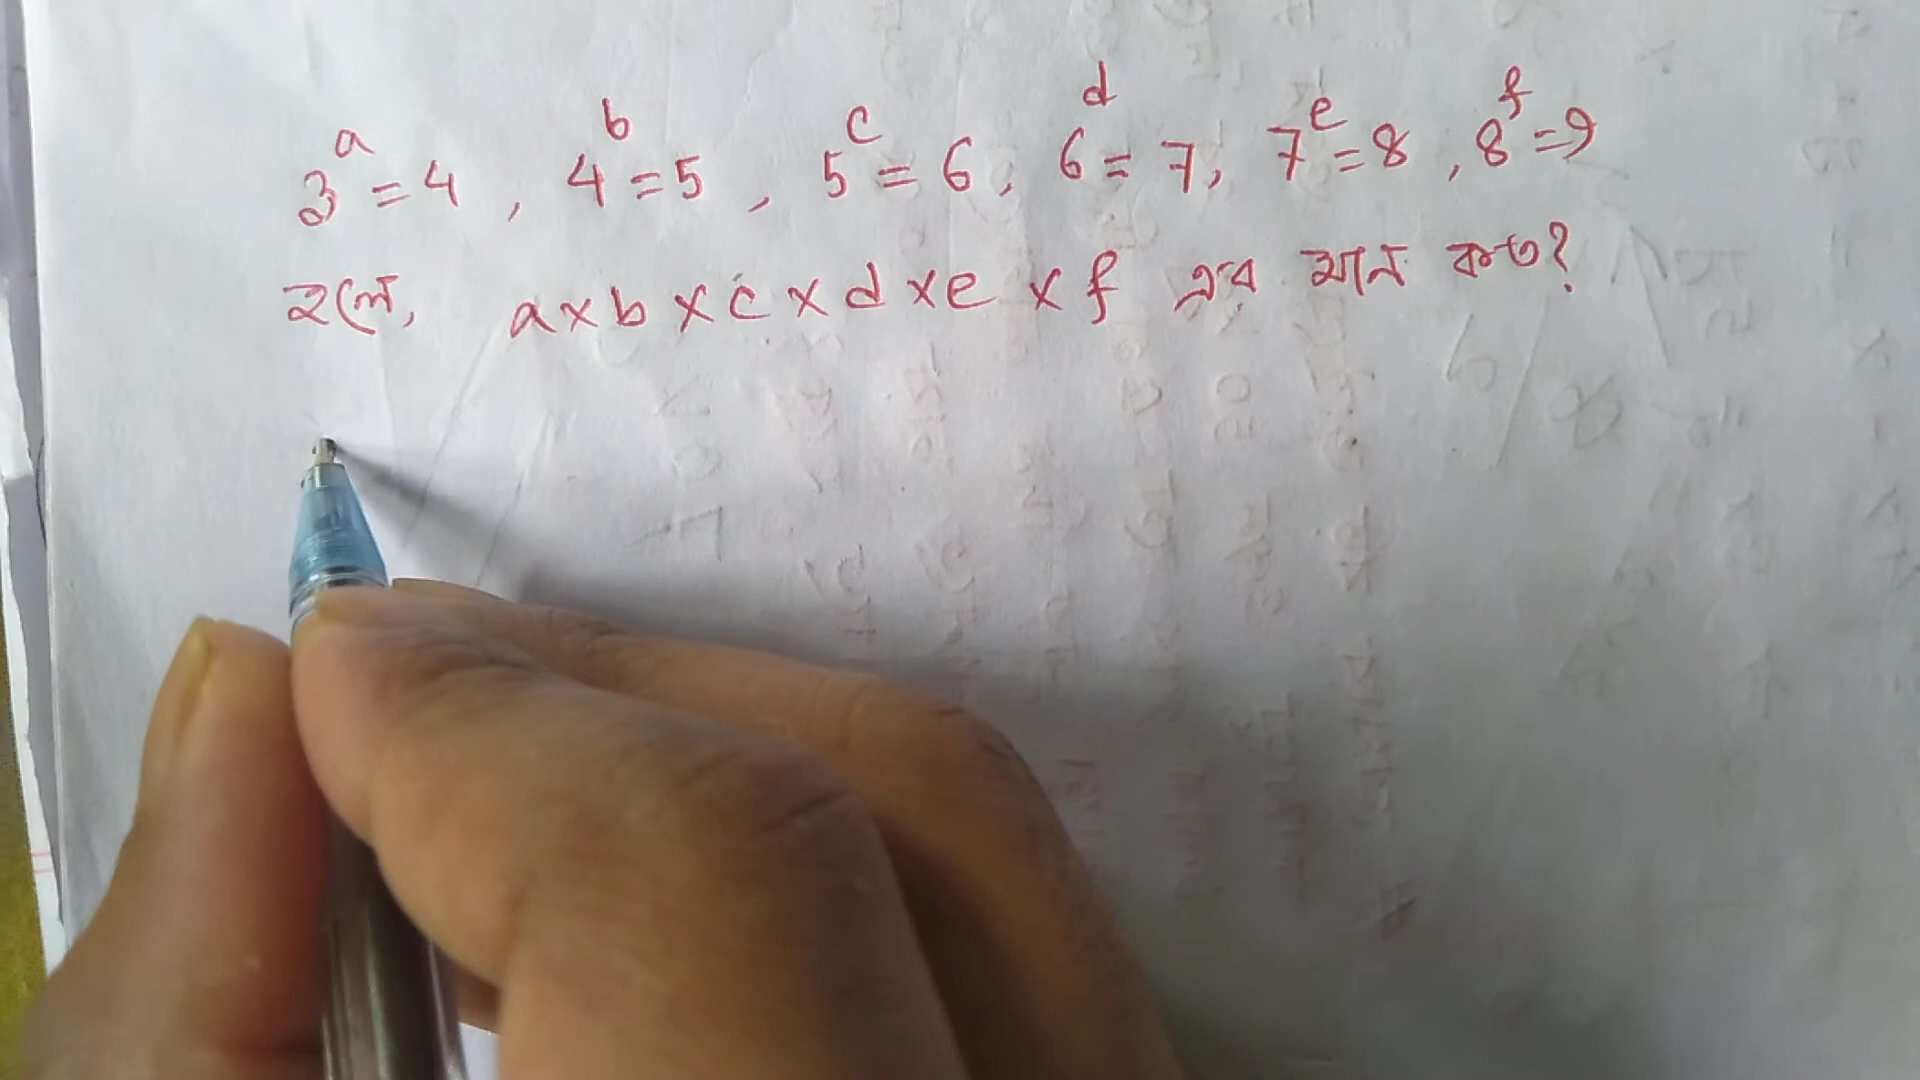 3^a = 4 , 4^b = 5 , 5^c = 6 , 6^d = 7, 7^e = 8 , 8^f = 9
হলে, a x b x c x d x e x f এর মান কত?